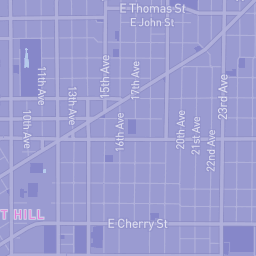 E Thomas St
E John St
15th Ave
17th Ave
11th Ave
13th Ave
10th Ave
16th Ave
20th Ave
21st Ave
22nd Ave
23rd Ave
T HILL
E Cherry St